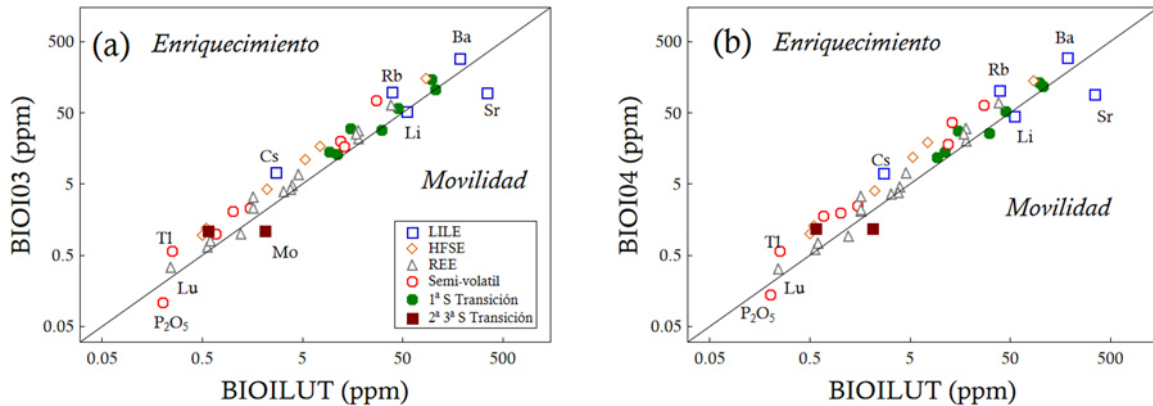 (a)
Enriquecimiento
Ba
Rb
Sr
Li
Cs
Movilidad
Tl
Mo
Lu
P₂O₅
LILE
HFSE
REE
Semi-volatil
1ª S Transición
2ª 3ª S Transición
500
50
5
0.5
0.05
BIOI03 (ppm)
0.05 0.5 5 50 500
BIOILUT (ppm)
(b)
Enriquecimiento
Ba
Rb
Sr
Li
Cs
Movilidad
Tl
Lu
P₂O₅
500
50
5
0.5
0.05
BIOI04 (ppm)
0.05 0.5 5 50 500
BIOILUT (ppm)